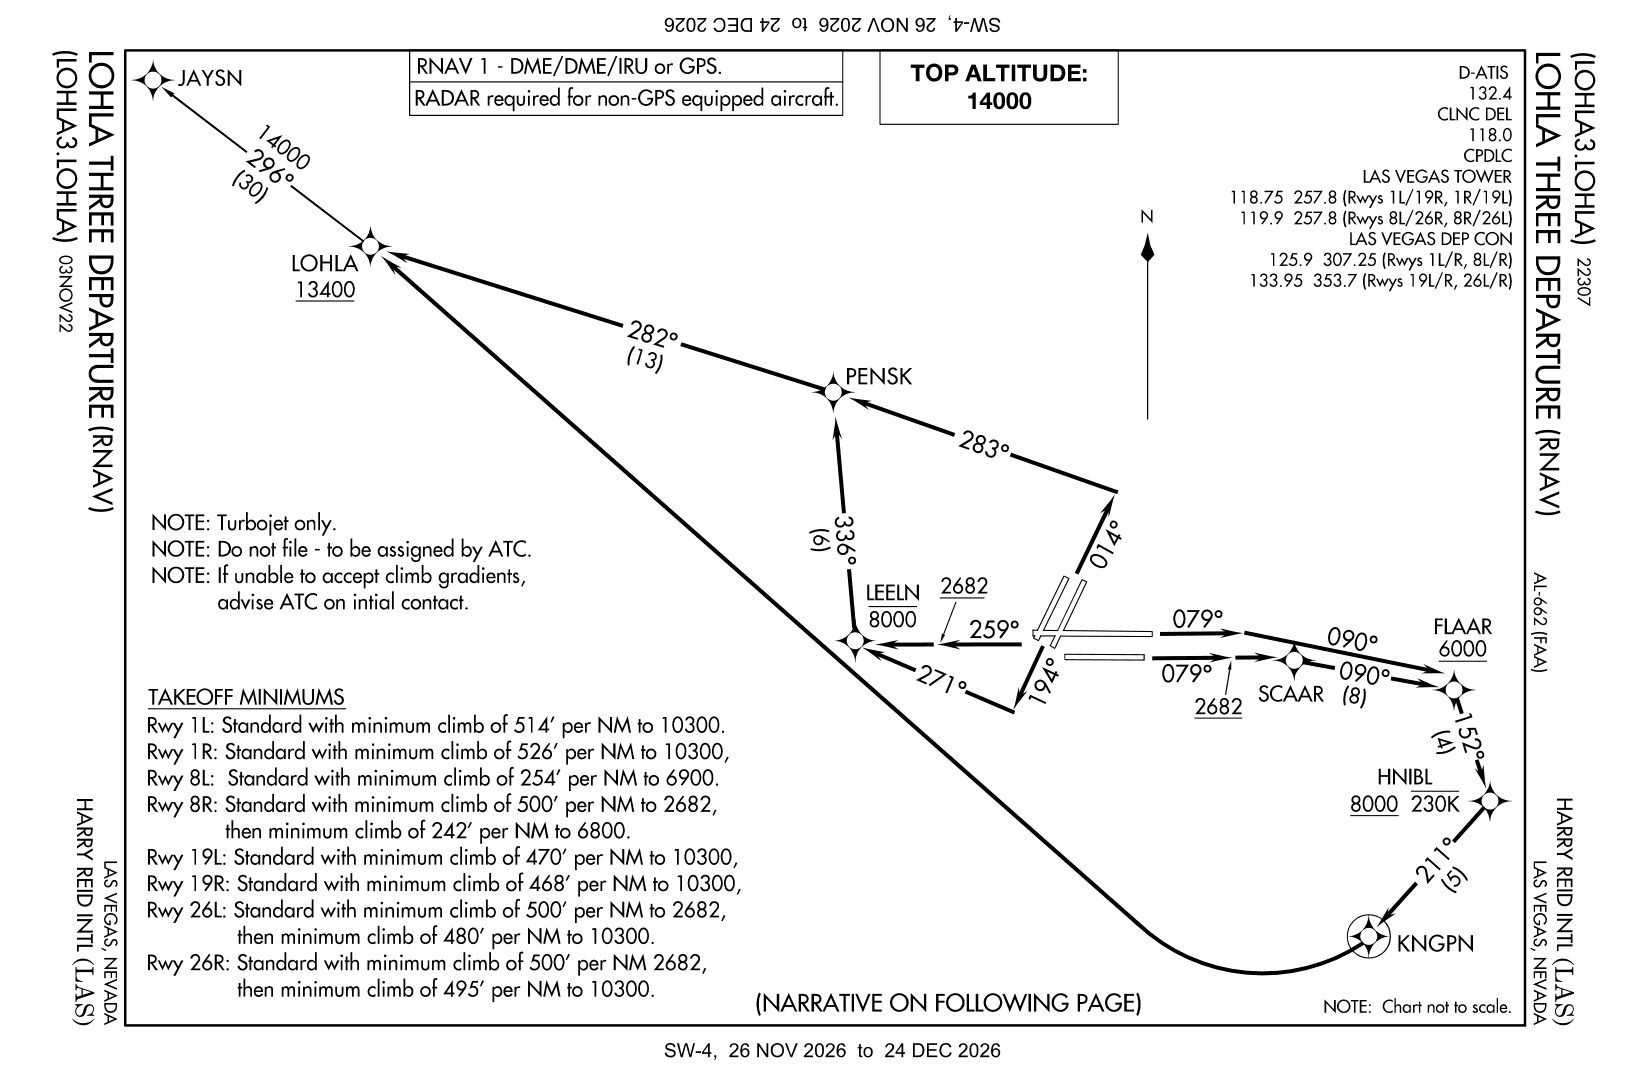 SW-4, 26 NOV 2026 to 24 DEC 2026
(LOHLA3.LOHLA) 03NOV22
LOHLA THREE DEPARTURE (RNAV)
HARRY REID INTL (LAS)
LAS VEGAS, NEVADA
(LOHLA3.LOHLA) 22307
LOHLA THREE DEPARTURE (RNAV)
AL-662 (FAA)
HARRY REID INTL (LAS)
LAS VEGAS, NEVADA
RNAV 1 - DME/DME/IRU or GPS.
RADAR required for non-GPS equipped aircraft.
TOP ALTITUDE:
14000
D-ATIS
132.4
CLNC DEL
118.0
CPDLC
LAS VEGAS TOWER
118.75 257.8 (Rwys 1L/19R, 1R/19L)
119.9 257.8 (Rwys 8L/26R, 8R/26L)
LAS VEGAS DEP CON
125.9 307.25 (Rwys 1L/R, 8L/R)
133.95 353.7 (Rwys 19L/R, 26L/R)
N
JAYSN
14000
296°
(30)
LOHLA
13400
282°
(13)
PENSK
283°
336°
(6)
014°
LEELN
8000
2682
259°
271°
194°
079°
079°
2682
SCAAR
090°
090°
(8)
FLAAR
6000
152°
(4)
HNIBL
8000 230K
211°
(5)
KNGPN
NOTE: Turbojet only.
NOTE: Do not file - to be assigned by ATC.
NOTE: If unable to accept climb gradients,
advise ATC on intial contact.
TAKEOFF MINIMUMS
Rwy 1L: Standard with minimum climb of 514' per NM to 10300.
Rwy 1R: Standard with minimum climb of 526' per NM to 10300,
Rwy 8L: Standard with minimum climb of 254' per NM to 6900.
Rwy 8R: Standard with minimum climb of 500' per NM to 2682,
then minimum climb of 242' per NM to 6800.
Rwy 19L: Standard with minimum climb of 470' per NM to 10300,
Rwy 19R: Standard with minimum climb of 468' per NM to 10300,
Rwy 26L: Standard with minimum climb of 500' per NM to 2682,
then minimum climb of 480' per NM to 10300.
Rwy 26R: Standard with minimum climb of 500' per NM 2682,
then minimum climb of 495' per NM to 10300.
(NARRATIVE ON FOLLOWING PAGE)
NOTE: Chart not to scale.
SW-4, 26 NOV 2026 to 24 DEC 2026